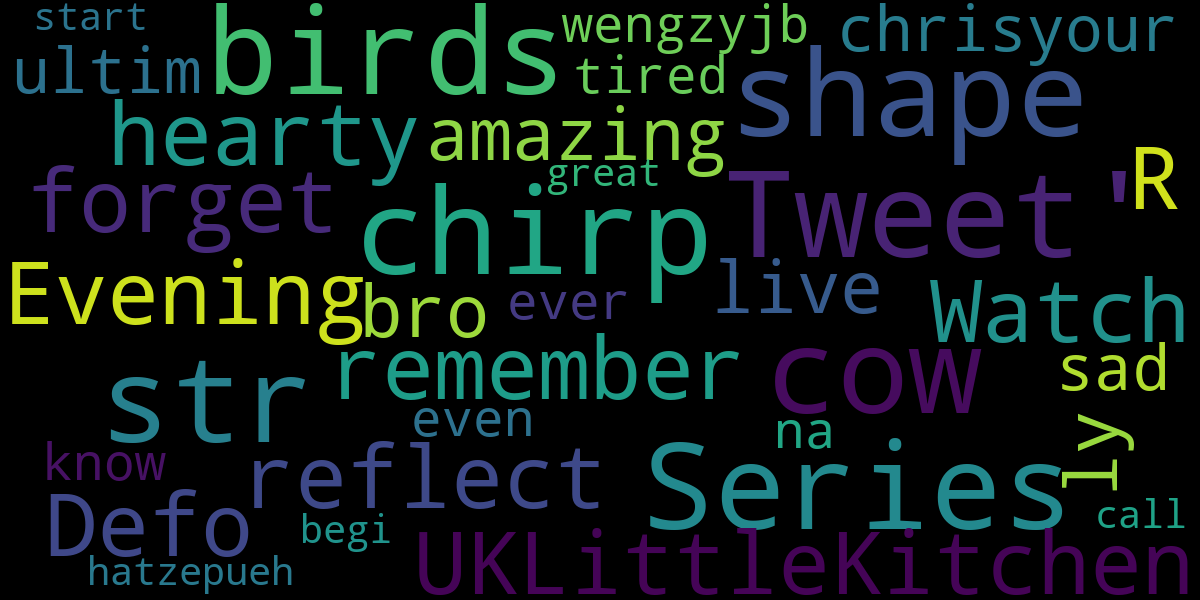 start
birds
wengzyjb
chrisyour
ultim
tired
shape
hearty
amazing
great
R
forget
chirp
Tweet'
Evening
bro
ever
live
Watch
remember
cow
sad
str
even
na
ly
know
reflect
Series
Defo
begi
call
hatzepueh
UKLittleKitchen